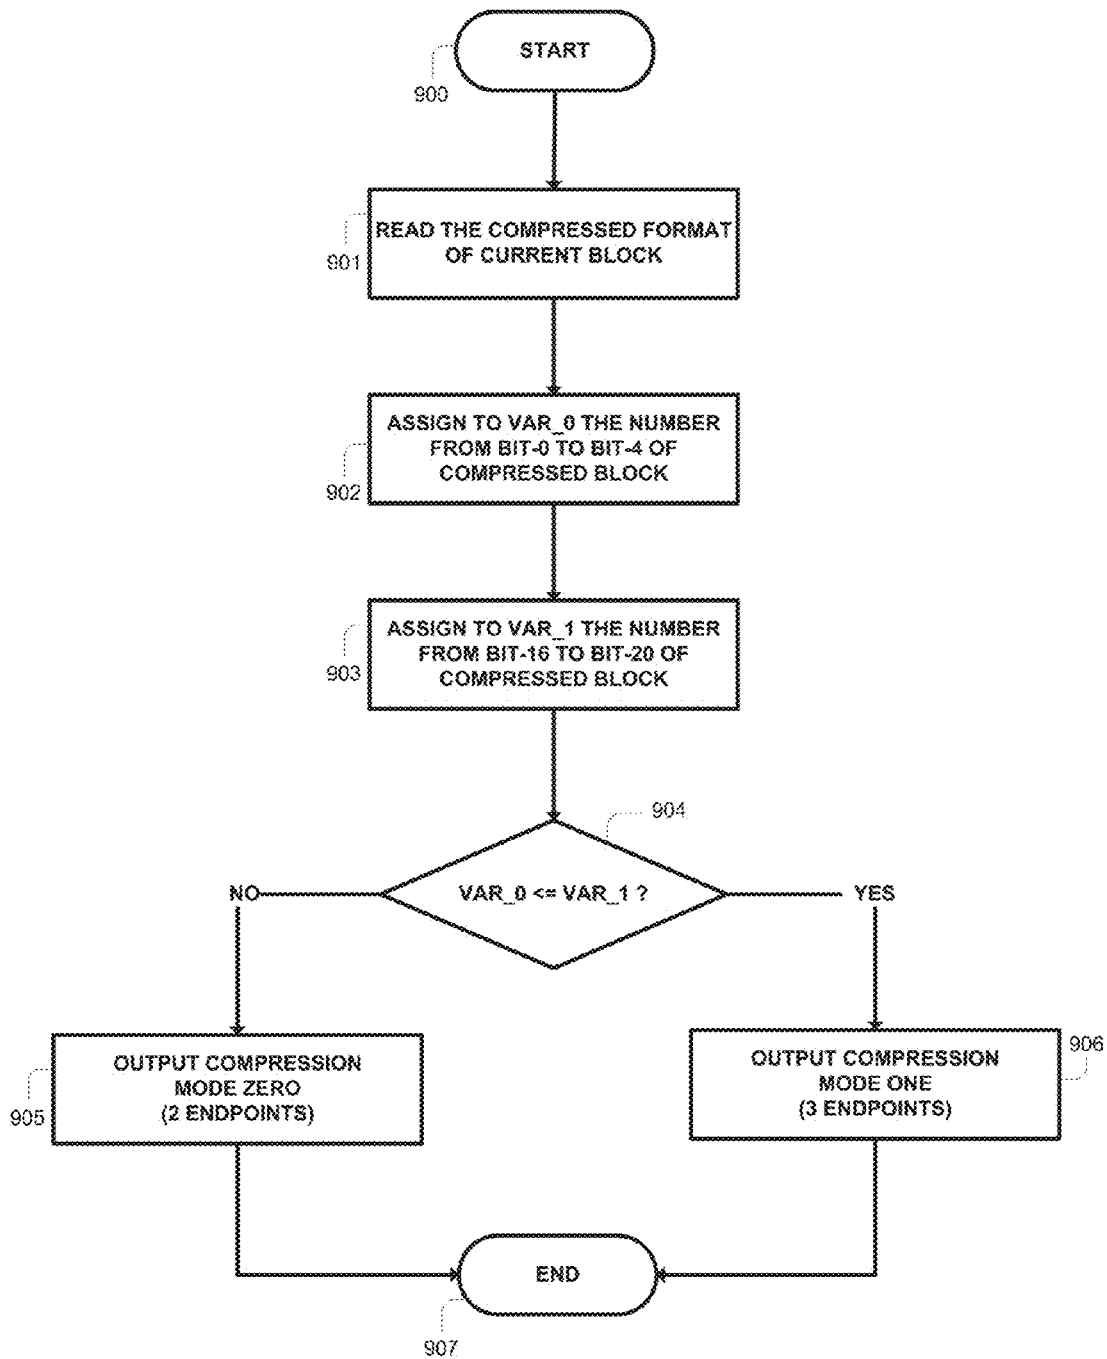 START
900
READ THE COMPRESSED FORMAT
OF CURRENT BLOCK
901
ASSIGN TO VAR_0 THE NUMBER
FROM BIT-0 TO BIT-4 OF
COMPRESSED BLOCK
902
ASSIGN TO VAR_1 THE NUMBER
FROM BIT-16 TO BIT-20 OF
COMPRESSED BLOCK
903
904
VAR_0 <= VAR_1 ?
NO
YES
OUTPUT COMPRESSION
MODE ZERO
(2 ENDPOINTS)
905
OUTPUT COMPRESSION
MODE ONE
(3 ENDPOINTS)
906
END
907